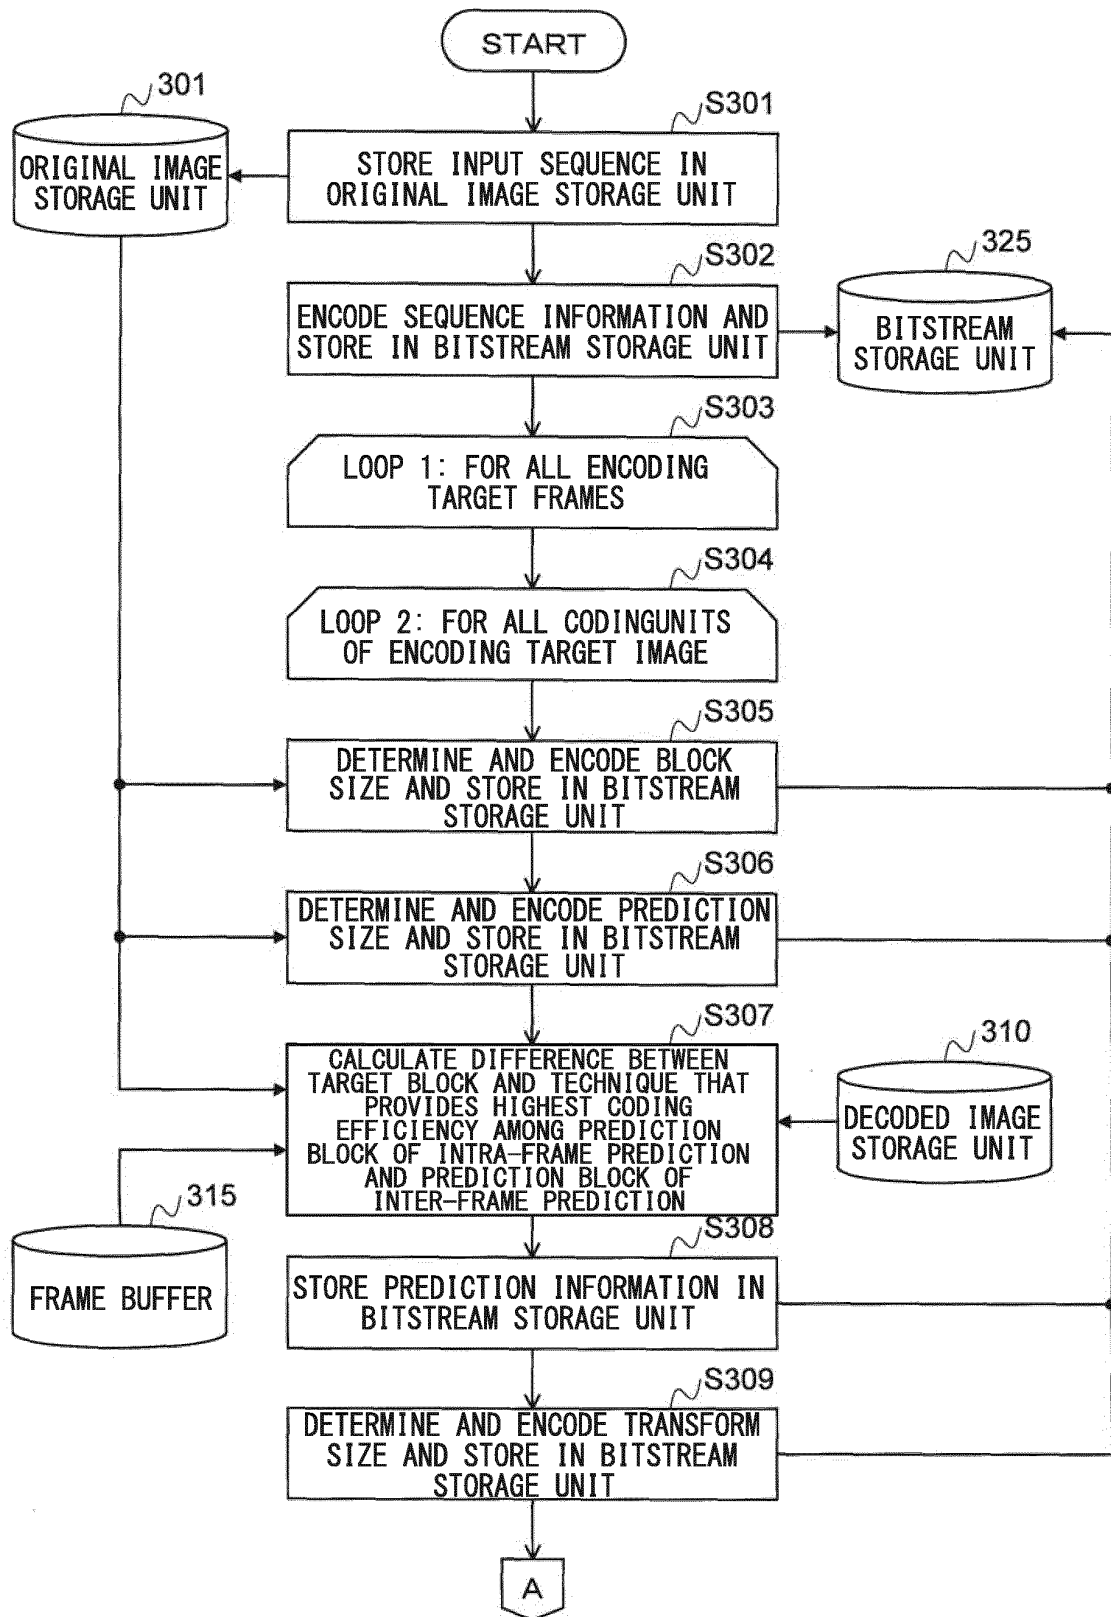 START
301
S301
ORIGINAL IMAGE
STORAGE UNIT
STORE INPUT SEQUENCE IN
ORIGINAL IMAGE STORAGE UNIT
S302
325
ENCODE SEQUENCE INFORMATION AND
STORE IN BITSTREAM STORAGE UNIT
BITSTREAM
STORAGE UNIT
S303
LOOP 1: FOR ALL ENCODING
TARGET FRAMES
S304
LOOP 2: FOR ALL CODINGUNITS
OF ENCODING TARGET IMAGE
S305
DETERMINE AND ENCODE BLOCK
SIZE AND STORE IN BITSTREAM
STORAGE UNIT
S306
DETERMINE AND ENCODE PREDICTION
SIZE AND STORE IN BITSTREAM
STORAGE UNIT
S307
310
CALCULATE DIFFERENCE BETWEEN
TARGET BLOCK AND TECHNIQUE THAT
PROVIDES HIGHEST CODING
EFFICIENCY AMONG PREDICTION
BLOCK OF INTRA-FRAME PREDICTION
AND PREDICTION BLOCK OF
INTER-FRAME PREDICTION
DECODED IMAGE
STORAGE UNIT
315
FRAME BUFFER
S308
STORE PREDICTION INFORMATION IN
BITSTREAM STORAGE UNIT
S309
DETERMINE AND ENCODE TRANSFORM
SIZE AND STORE IN BITSTREAM
STORAGE UNIT
A